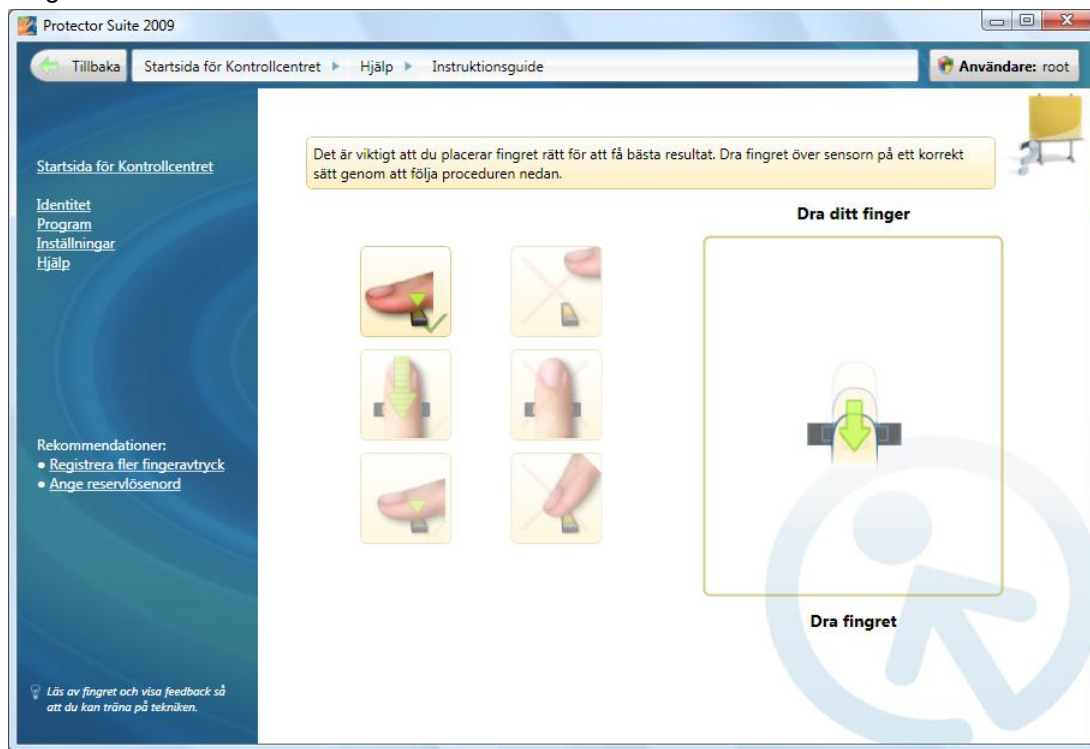 Protector Suite 2009
Tillbaka Startsida för Kontrollcentret Hjälp Instruktionsguide Användare: root
Startsida för Kontrollcentret
Identitet
Program
Inställningar
Hjälp
Rekommendationer:
Registrera fler fingeravtryck
Ange reservlösenord
Läs av fingret och visa feedback så
att du kan träna på tekniken.
Det är viktigt att du placerar fingret rätt för att få bästa resultat. Dra fingret över sensorn på ett korrekt
sätt genom att följa proceduren nedan.
Dra ditt finger
Dra fingret